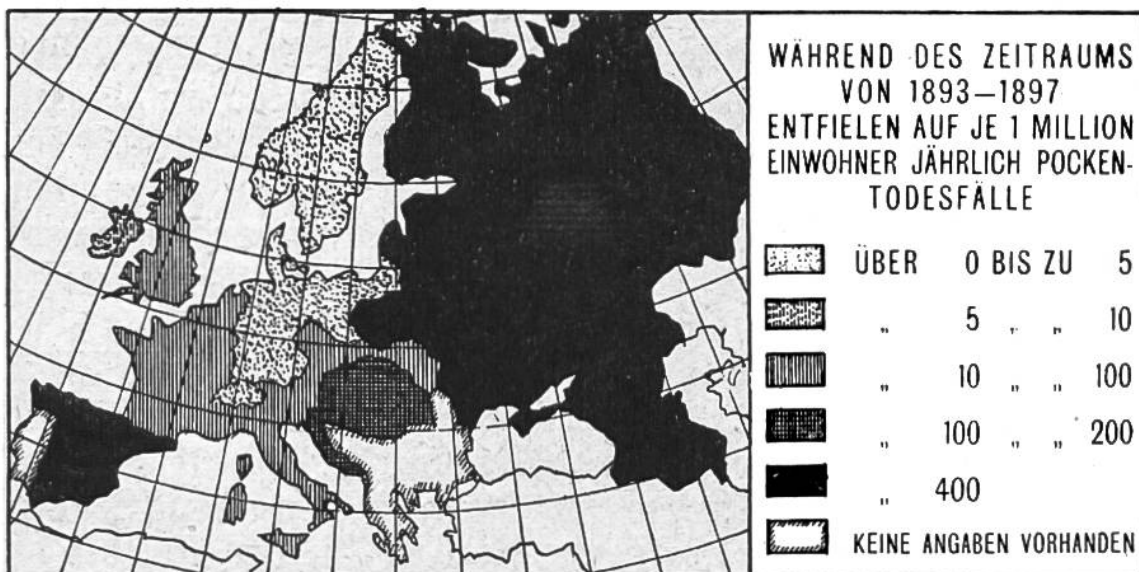 WÄHREND DES ZEITRAUMS
VON 1893–1897
ENTFIELEN AUF JE 1 MILLION
EINWOHNER JÄHRLICH POCKEN-
TODESFÄLLE
ÜBER 0 BIS ZU 5
„ 5 „ „ 10
„ 10 „ „ 100
„ 100 „ „ 200
„ 400
KEINE ANGABEN VORHANDEN